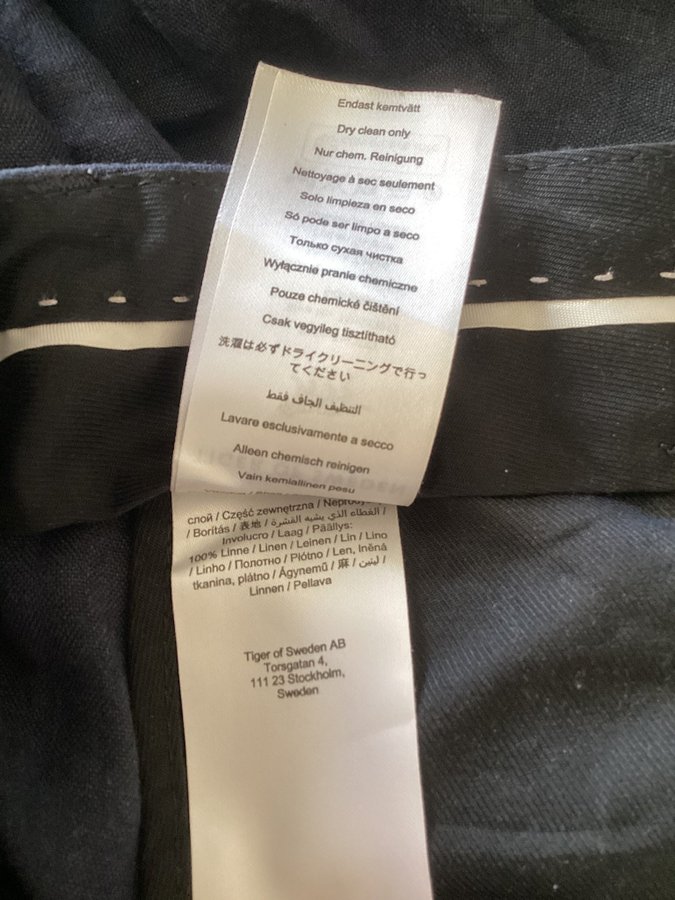 Endast kemtvätt
Dry clean only
Nur chem. Reinigung
Nettoyage à sec seulement
Solo limpieza en seco
Só pode ser limpo a seco
Только сухая чистка
Wyłącznie pranie chemiczne
Pouze chemické čištění
Csak vegyileg tisztítható
洗濯は必ずドライクリーニングで行っ
てください
التنظيف الجاف فقط
Lavare esclusivamente a secco
Alleen chemisch reinigen
Vain kemiallinen pesu
слой / Część zewnętrzna /
/ Borítás / 表地 / الغطاء الذي يشبه القشرة /
Involucro / Laag / Päällys:
100% Linne / Linen / Leinen / Lin / Lino
/ Linho / Полотно / Płótno / Len, lněná
tkanina, plátno / Ágynemű / 麻 / لينين /
Linnen / Pellava
Tiger of Sweden AB
Torsgatan 4,
111 23 Stockholm,
Sweden